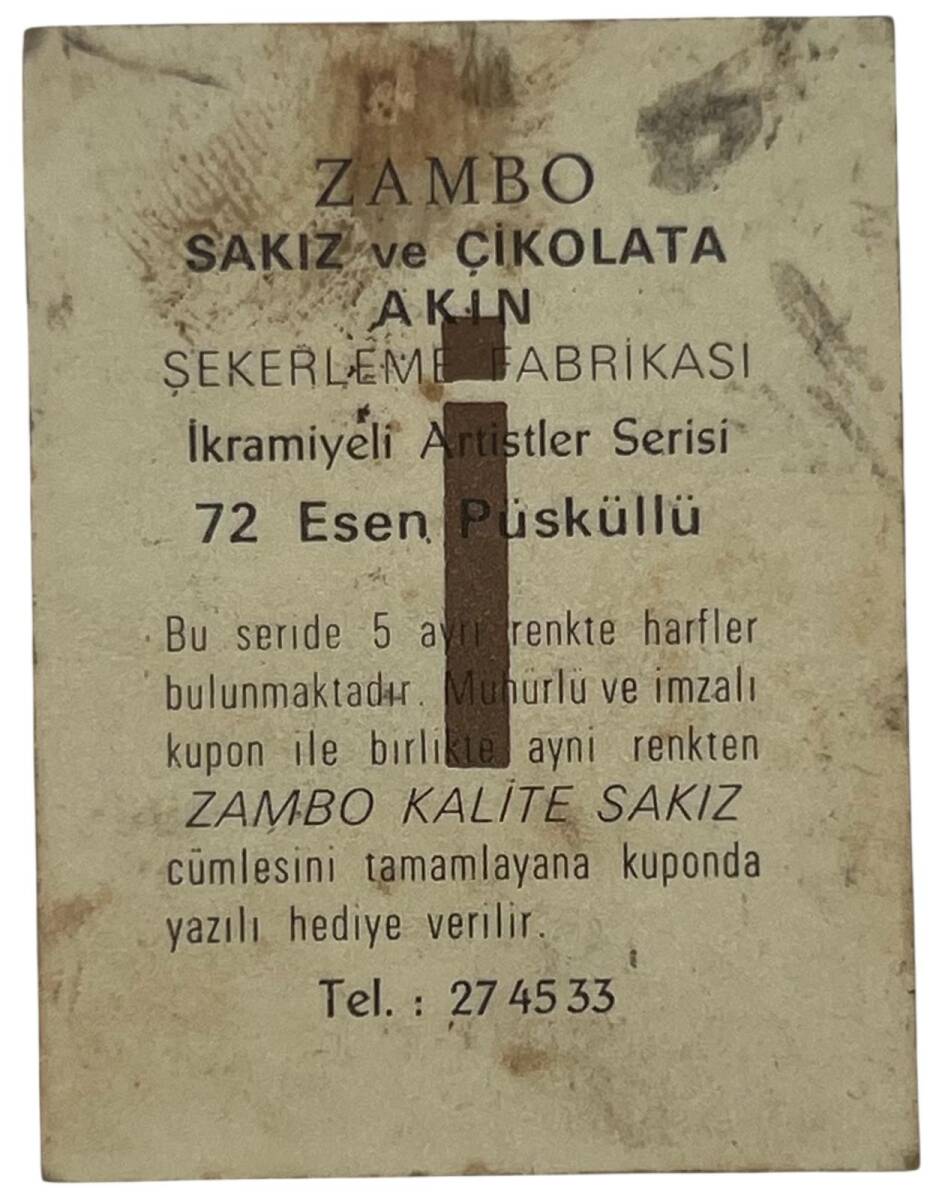 ZAMBO
SAKIZ ve ÇİKOLATA
AKIN
ŞEKERLEME FABRİKASI
İkramiyeli Artistler Serisi
72 Esen Püsküllü
Bu serıde 5 ayrı renkte harfler
bulunmaktadır. Mühürlü ve imzalı
kupon ile birlikte ayni renkten
ZAMBO KALİTE SAKIZ
cümlesini tamamlayana kuponda
yazılı hediye verilir.
Tel. : 27 45 33